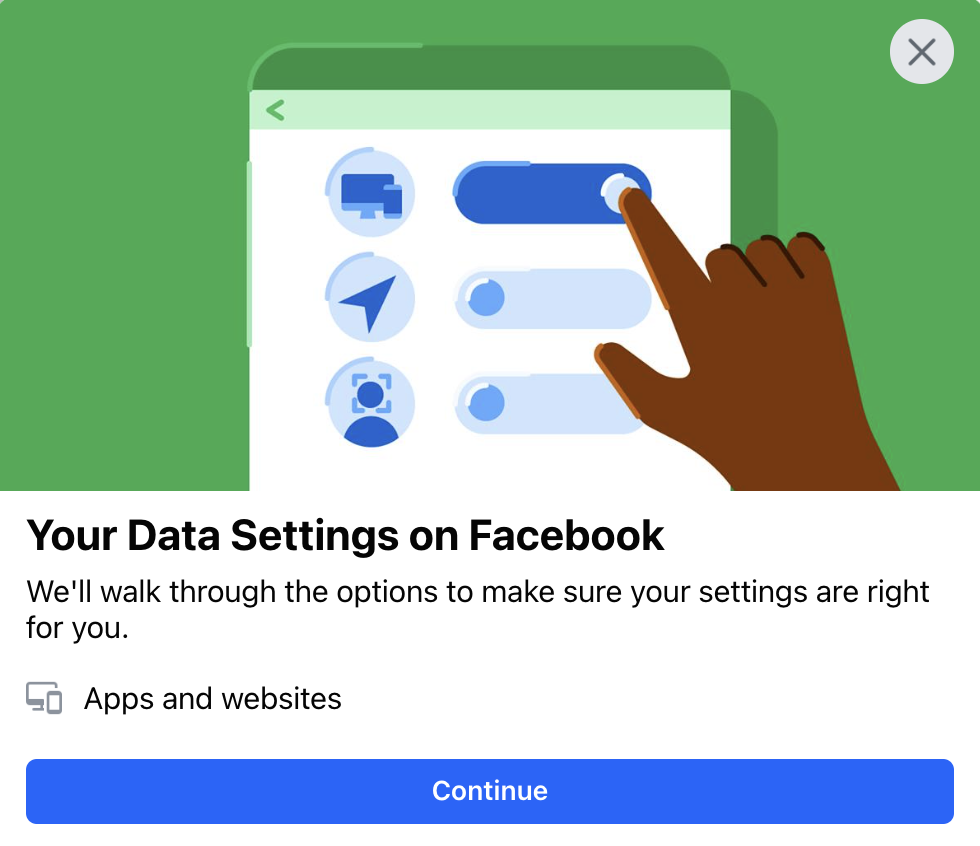 Your Data Settings on Facebook
We'll walk through the options to make sure your settings are right
for you.
Apps and websites
Continue